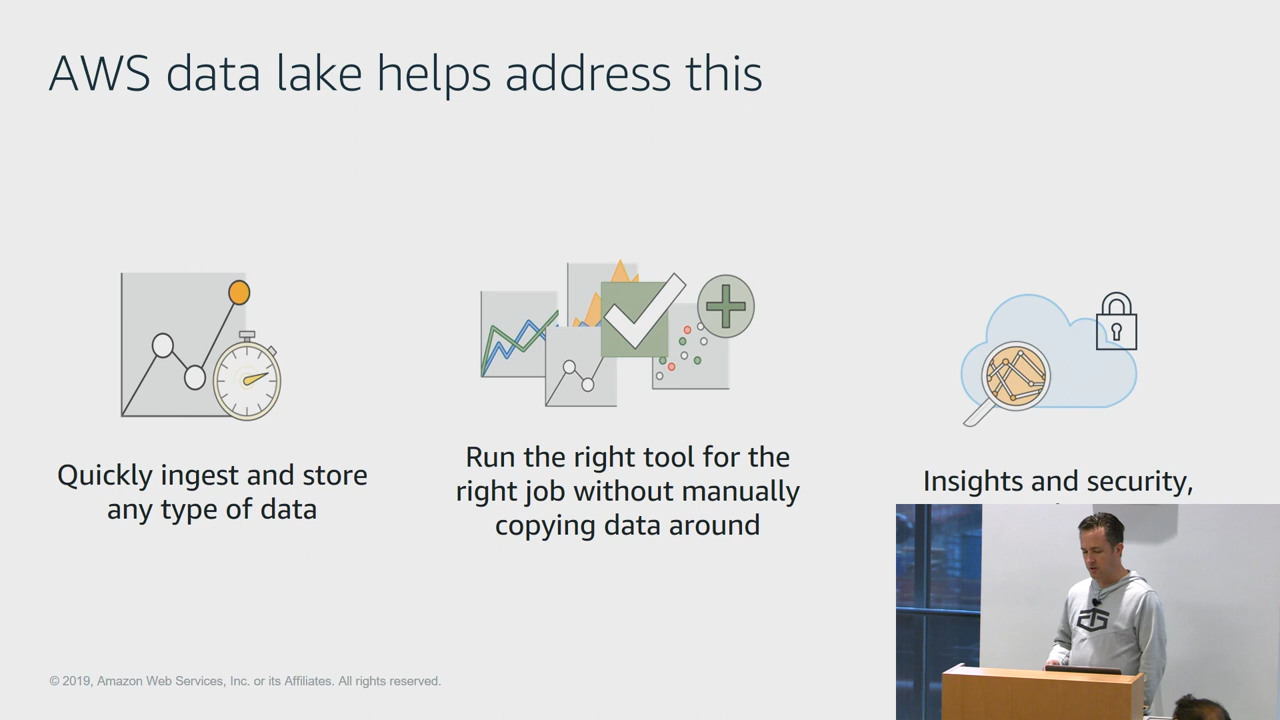 AWS data lake helps address this
Quickly ingest and store
any type of data
Run the right tool for the
right job without manually
copying data around
Insights and security,
© 2019, Amazon Web Services, Inc. or its Affiliates. All rights reserved.